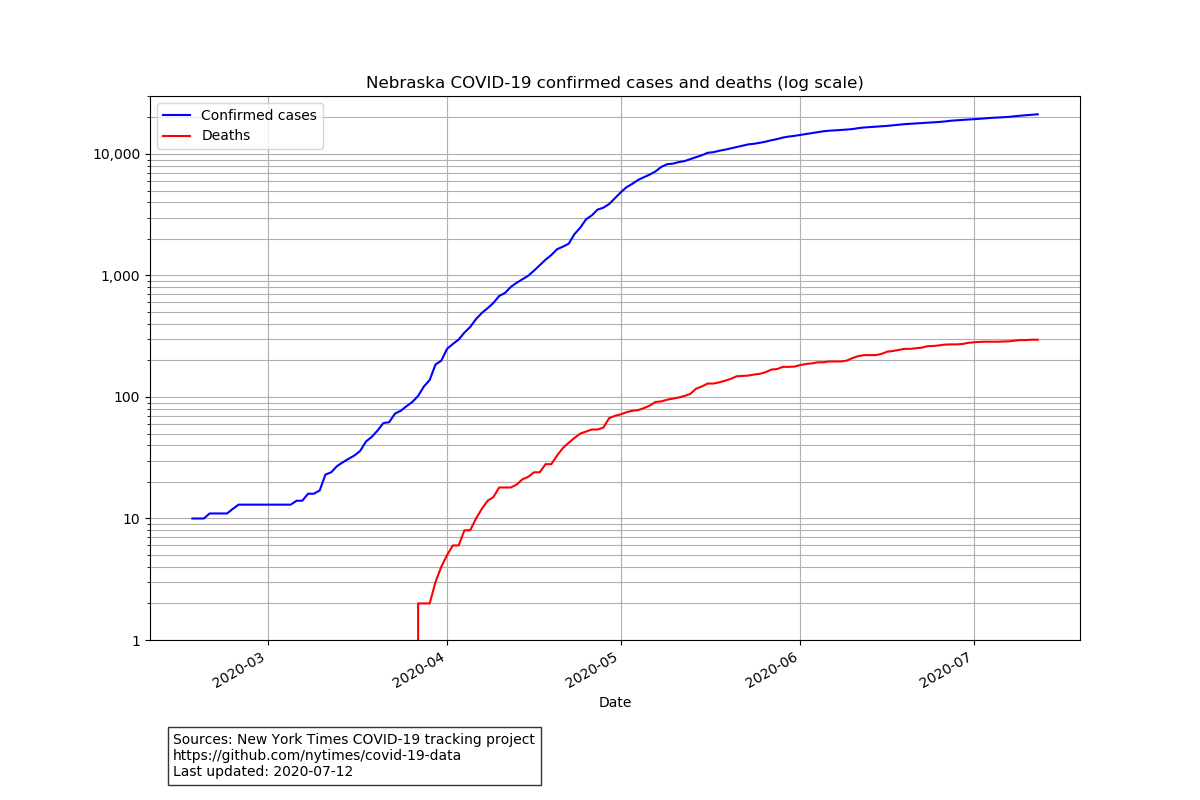 Nebraska COVID-19 confirmed cases and deaths (log scale)
Confirmed cases
Deaths
10,000
1,000
100
10
1
2020-03
2020-04
2020-05
2020-06
2020-07
Date
Sources: New York Times COVID-19 tracking project
https://github.com/nytimes/covid-19-data
Last updated: 2020-07-12